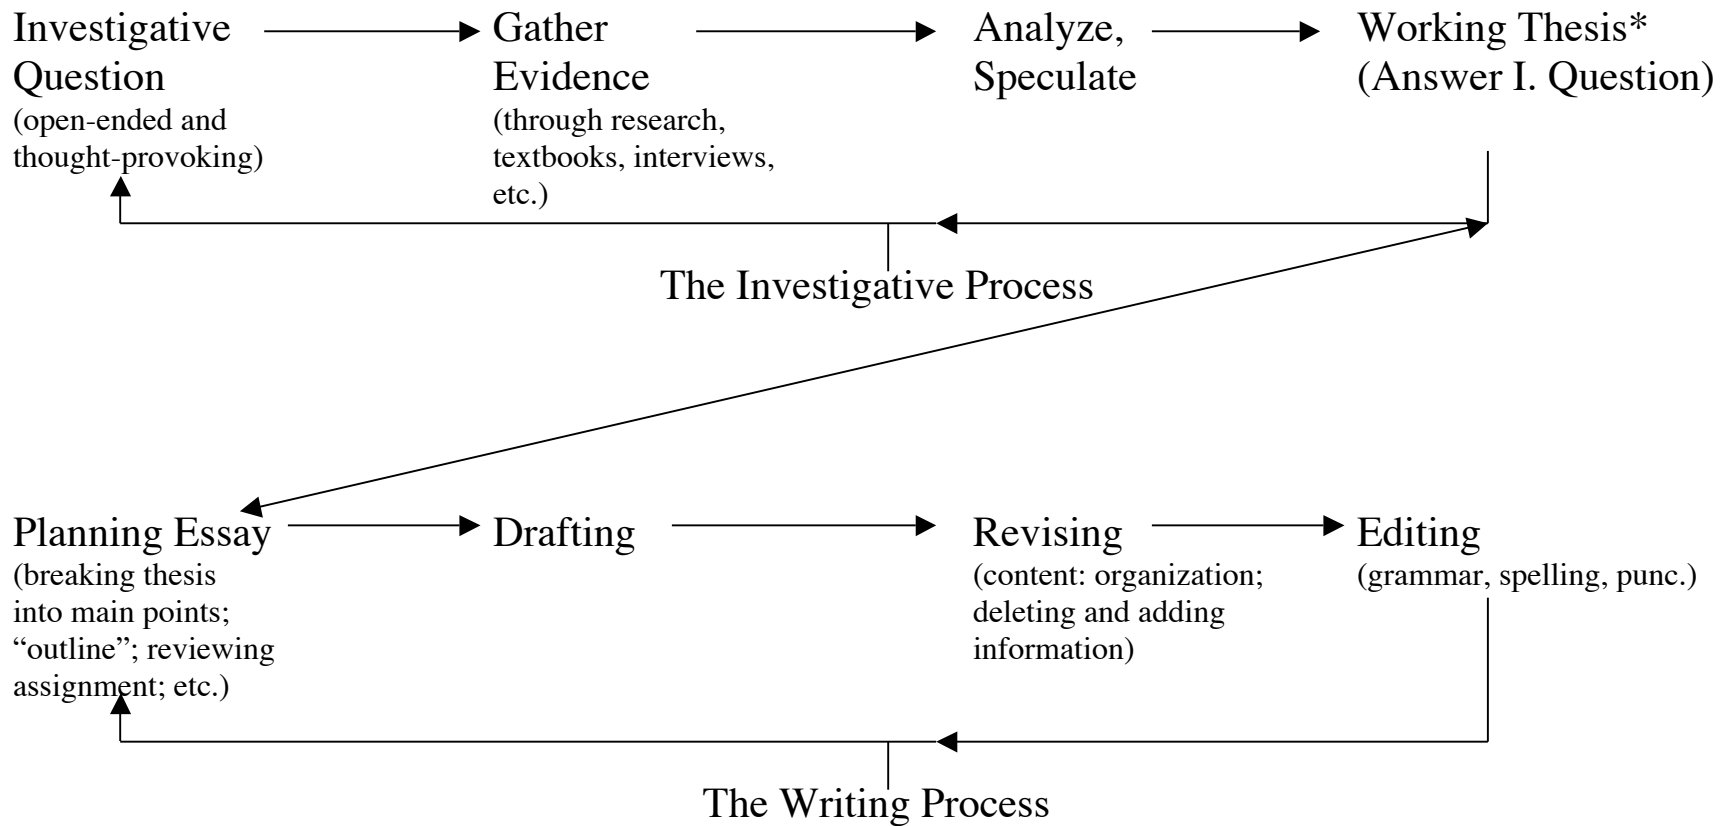 Investigative
Question
(open-ended and
thought-provoking)
Gather
Evidence
(through research,
textbooks, interviews,
etc.)
Analyze,
Speculate
Working Thesis*
(Answer I. Question)
The Investigative Process
Planning Essay
(breaking thesis
into main points;
“outline”; reviewing
assignment; etc.)
Drafting
Revising
(content: organization;
deleting and adding
information)
Editing
(grammar, spelling, punc.)
The Writing Process